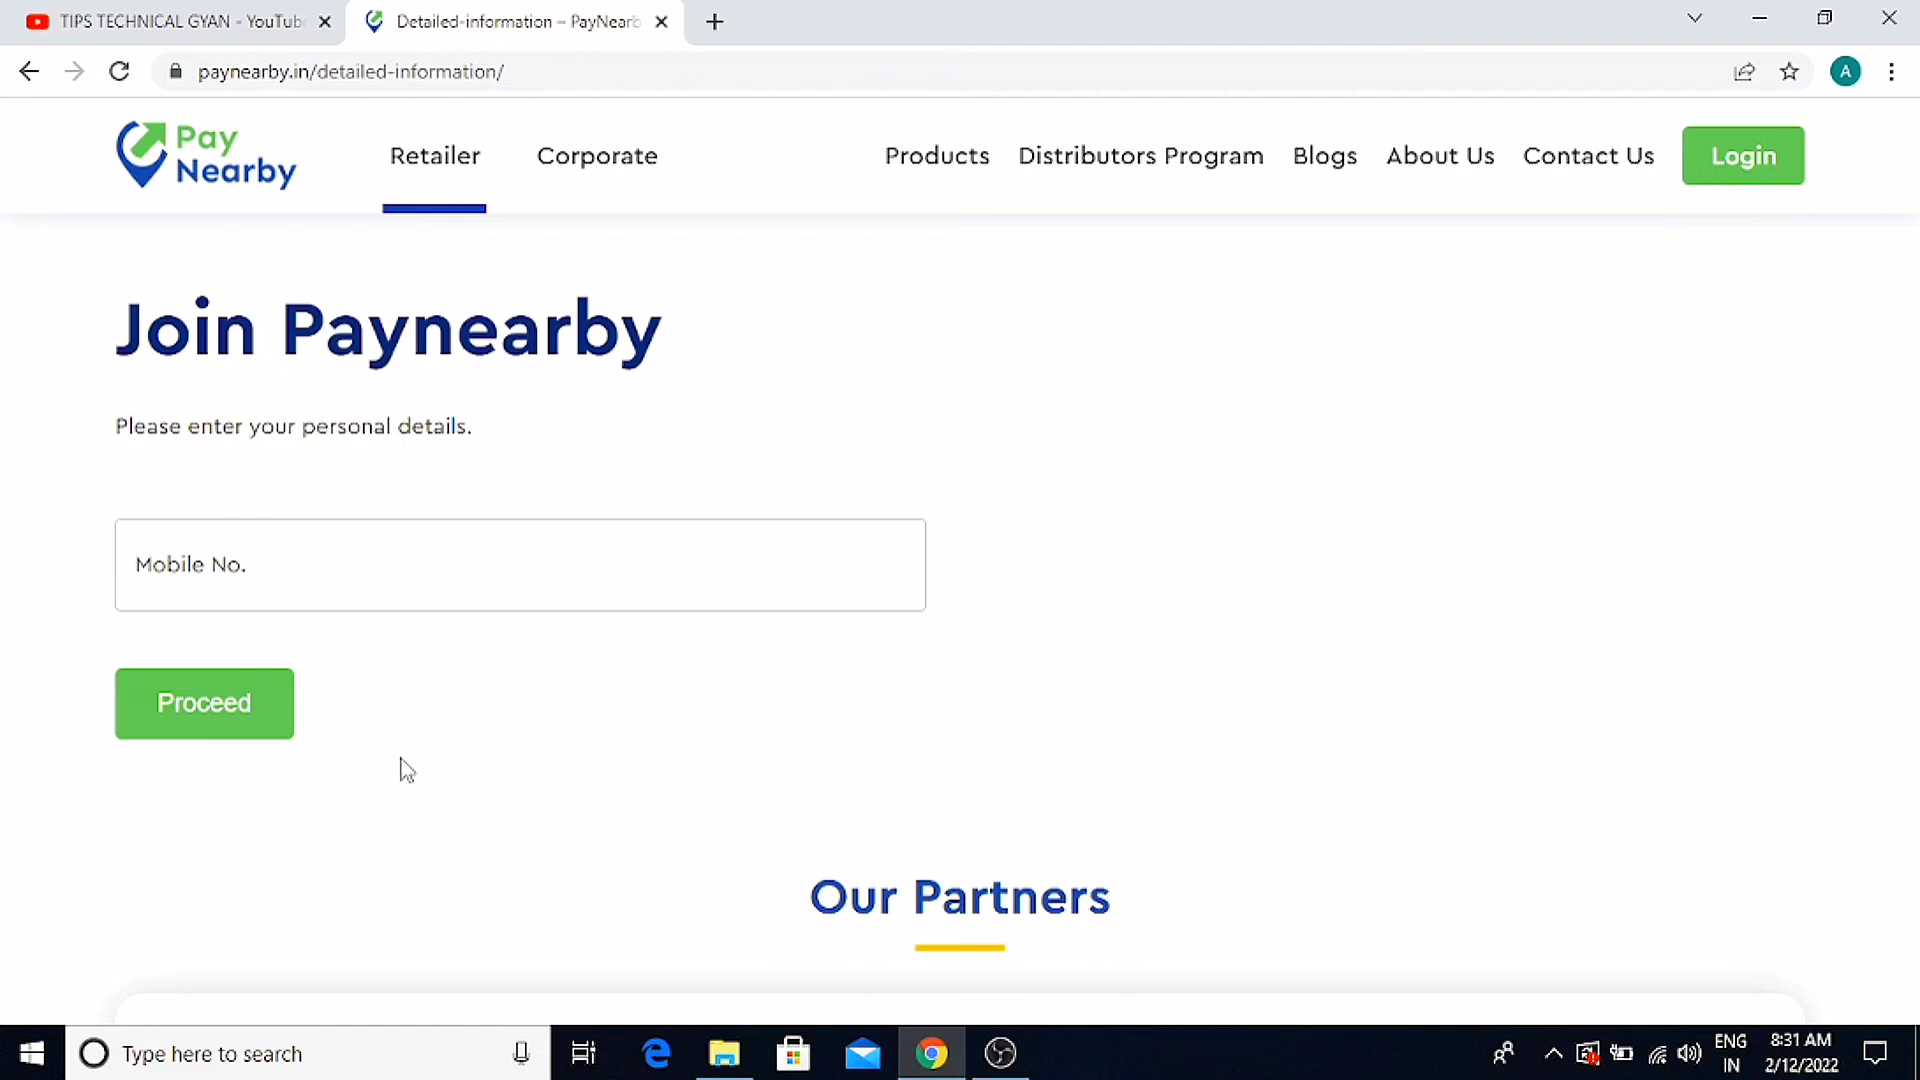 TIPS TECHNICAL GYAN - YouTub
Detailed-information – PayNearb
paynearby.in/detailed-information/
A
Pay
Nearby
Retailer
Corporate
Products
Distributors Program
Blogs
About Us
Contact Us
Login
Join Paynearby
Please enter your personal details.
Mobile No.
Proceed
Our Partners
Type here to search
ENG
IN
8:31 AM
2/12/2022